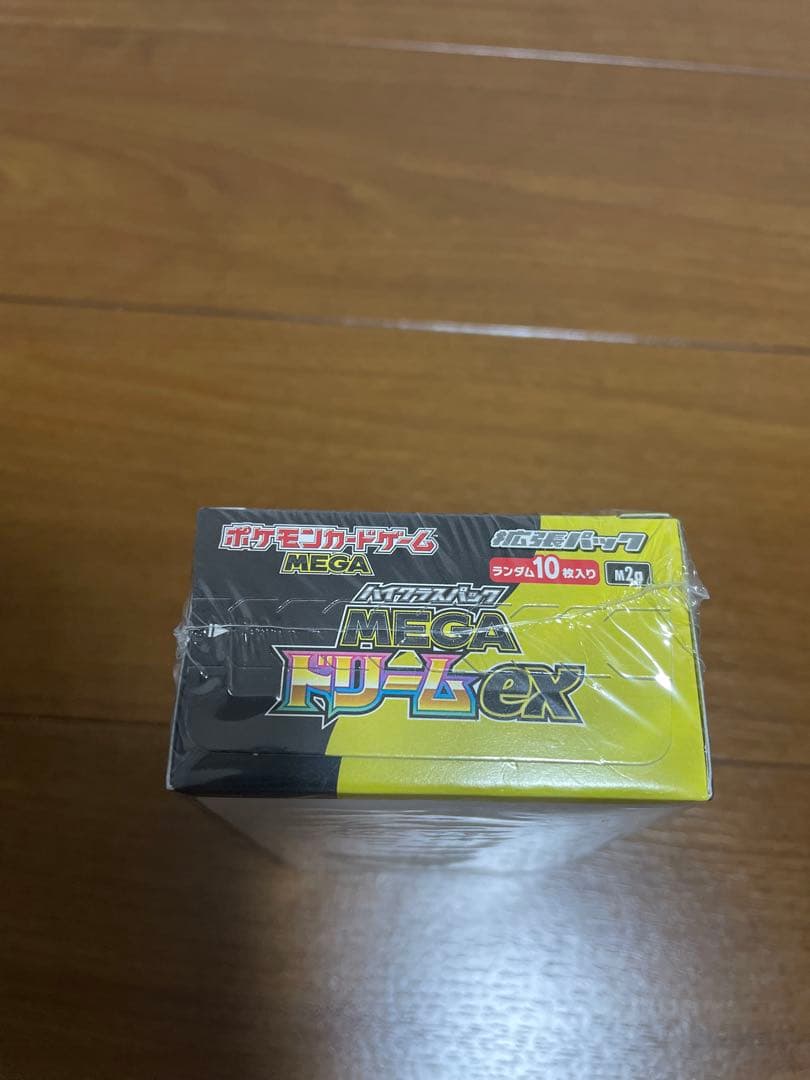 ポケモンカードゲーム
MEGA
拡張パック
ランダム10枚入り
M2a
ハイクラスパック
MEGA
ドリームex